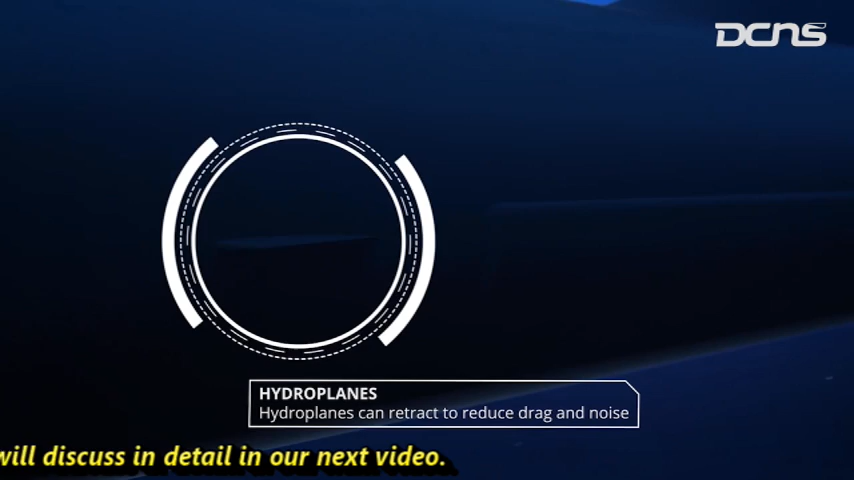 DCNS
HYDROPLANES
Hydroplanes can retract to reduce drag and noise
will discuss in detail in our next video.